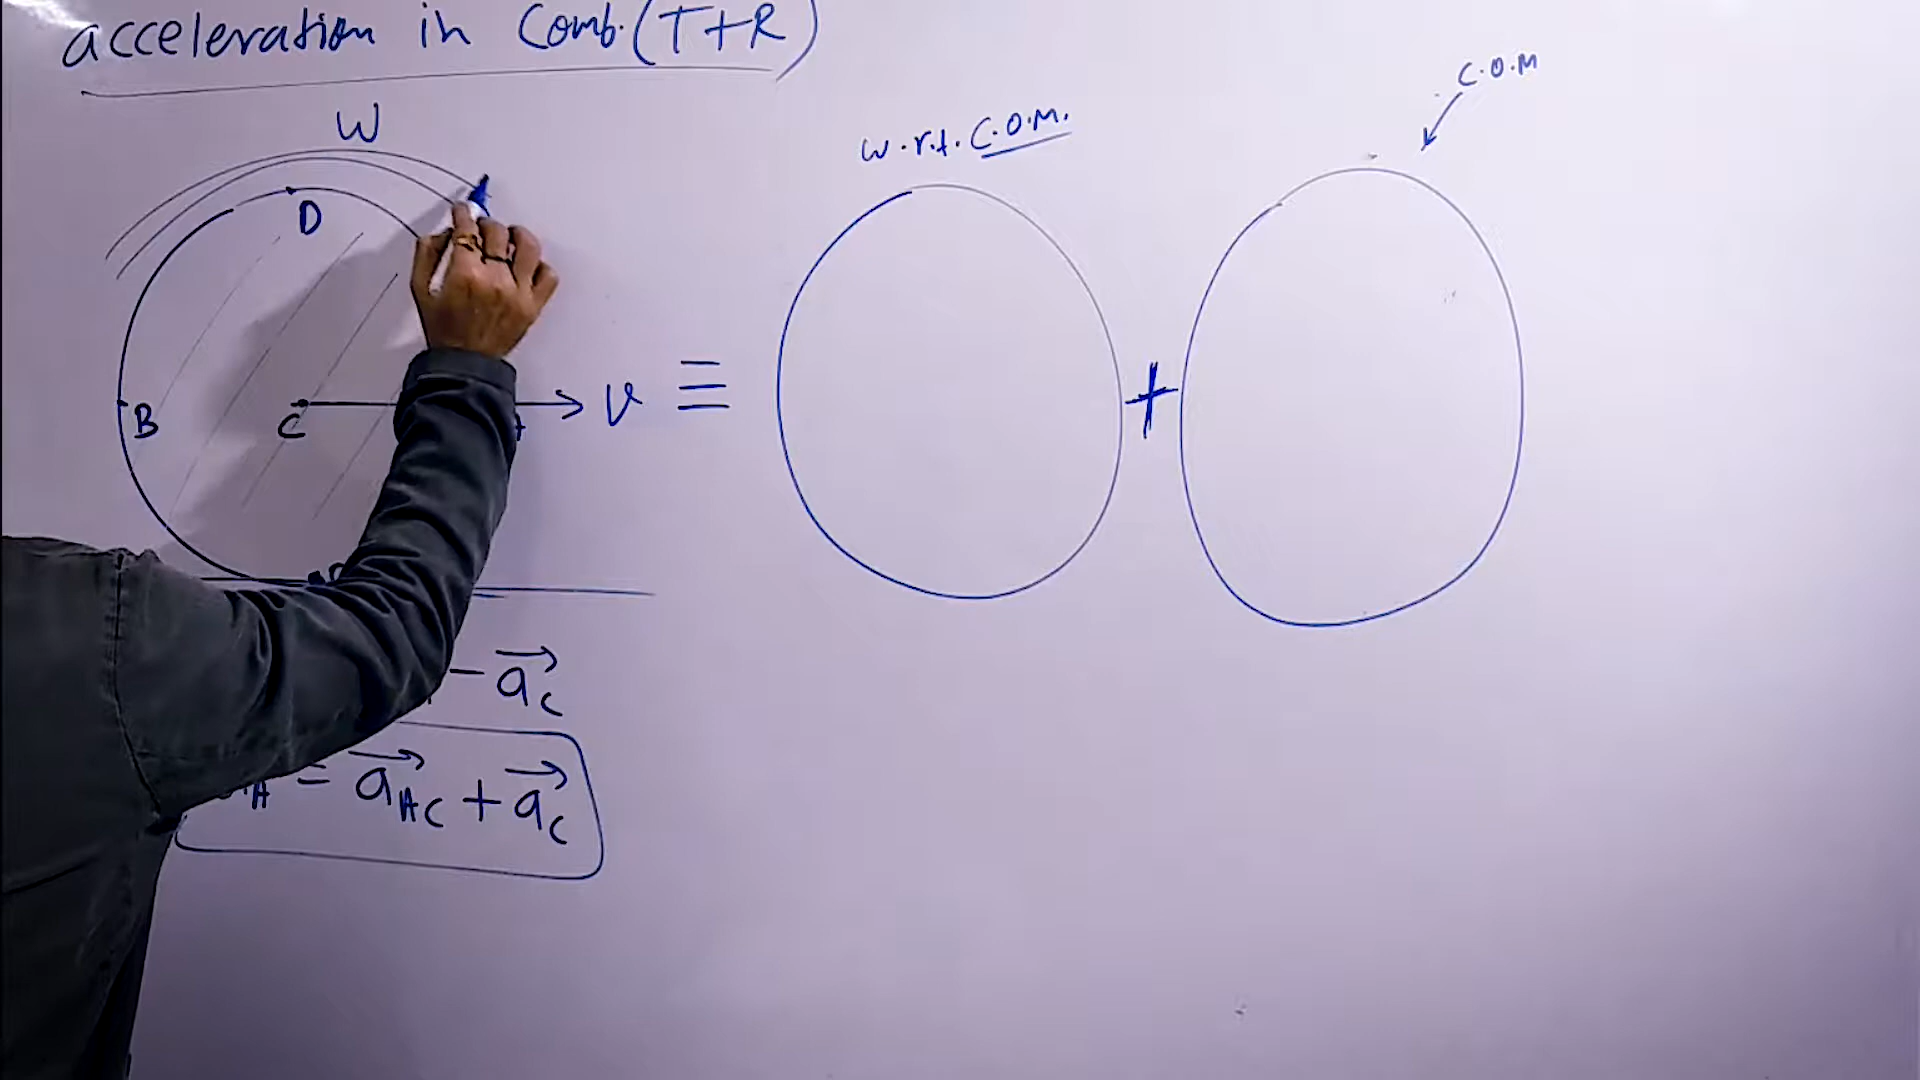 acceleration in Comb. (T+R)
W
w.r.t. C.O.M.
C.O.M
D
B
C
V
≡
+
- a⃗c
= a⃗AC + a⃗c